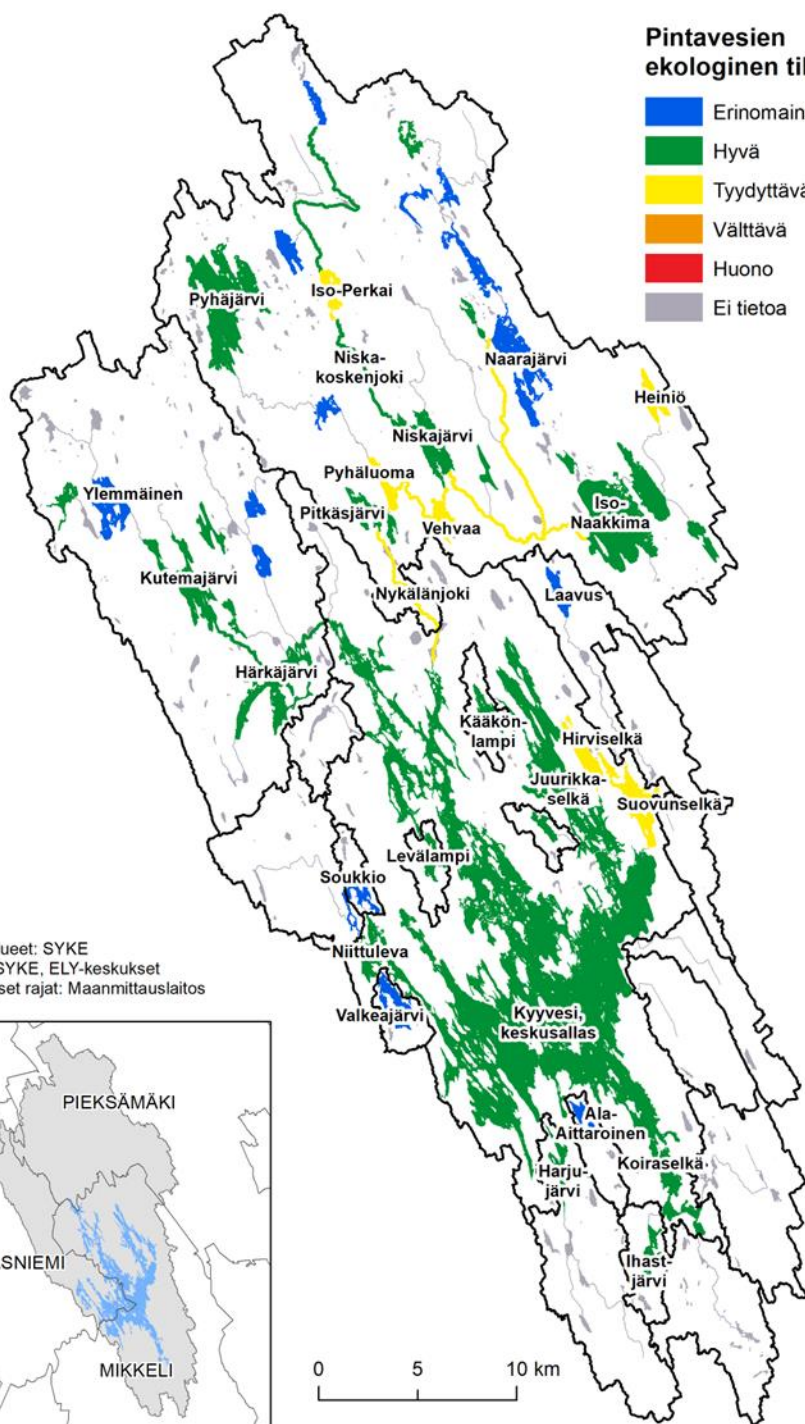 Pintavesien
ekologinen til
Erinomain
Hyvä
Tyydyttävä
Välttävä
Huono
Ei tietoa
Pyhäjärvi
Iso-Perkai
Niska-
koskenjoki
Naarajärvi
Heiniö
Niskajärvi
Pyhäluoma
Ylemmäinen
Pitkäsjärvi
Vehvaa
Iso-
Naakkima
Kutemajärvi
Nykälänjoki
Laavus
Härkäjärvi
Kääkön-
lampi
Hirviselkä
Juurikka-
selkä
Suovunselkä
Levälampi
Soukkio
Niittuleva
Valkeajärvi
Kyyvesi,
keskusallas
Ala-
Aittaroinen
Harju-
järvi
Koiraselkä
Ihast-
järvi
ueet: SYKE
SYKE, ELY-keskukset
set rajat: Maanmittauslaitos
PIEKSÄMÄKI
ASNIEMI
MIKKELI
0 5 10 km